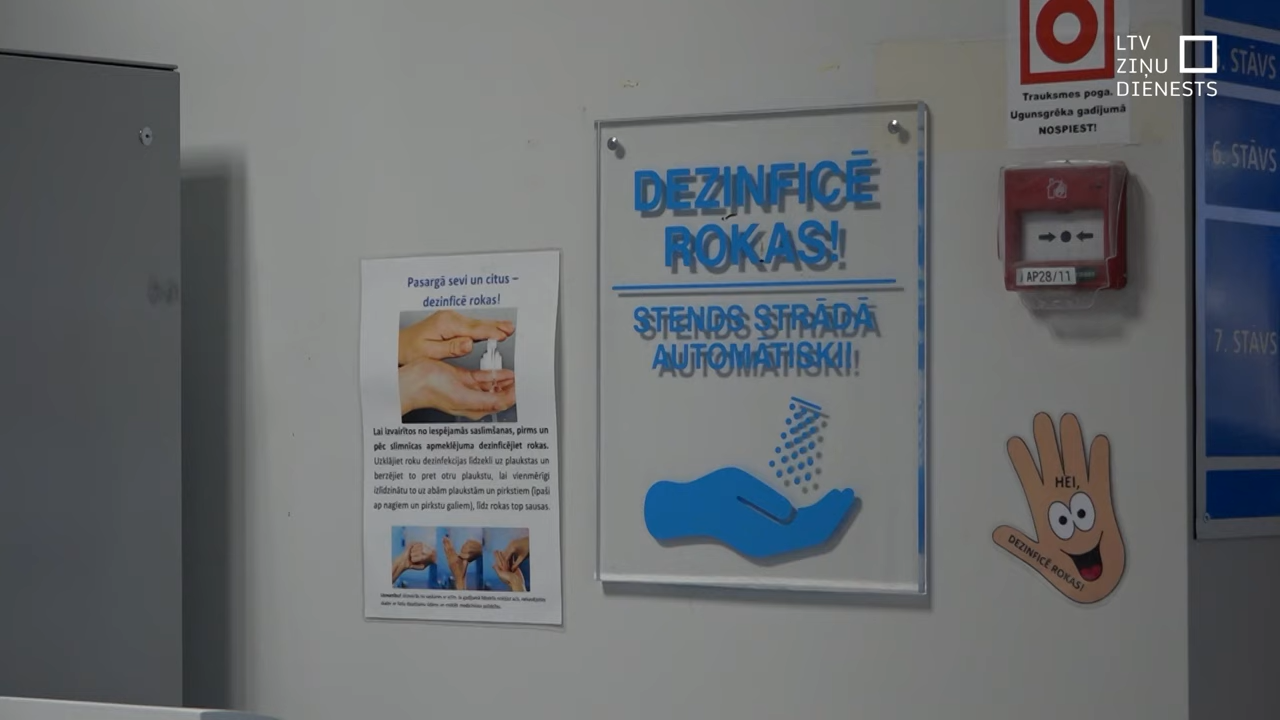 LTV
ZIŅU
DIENESTS
Trauksmes poga.
Ugunsgrēka gadījumā
NOSPIEST!
AP28/11
5. STĀVS
6. STĀVS
7. STĀVS
DEZINFICĒ
ROKAS!
STENDS STRĀDĀ
AUTOMĀTISKI!
Pasargā sevi un citus –
dezinficē rokas!
Lai izvairītos no iespējamās saslimšanas, pirms un
pēc slimnīcas apmeklējuma dezinficējiet rokas.
Uzklājiet roku dezinfekcijas līdzekli uz plaukstas un
berzējiet to pret otru plaukstu, lai vienmērīgi
izlīdzinātu to uz abām plaukstām un pirkstiem (īpaši
ap nagiem un pirkstu galiem), līdz rokas top sausas.
HEI,
DEZINFICĒ ROKAS!